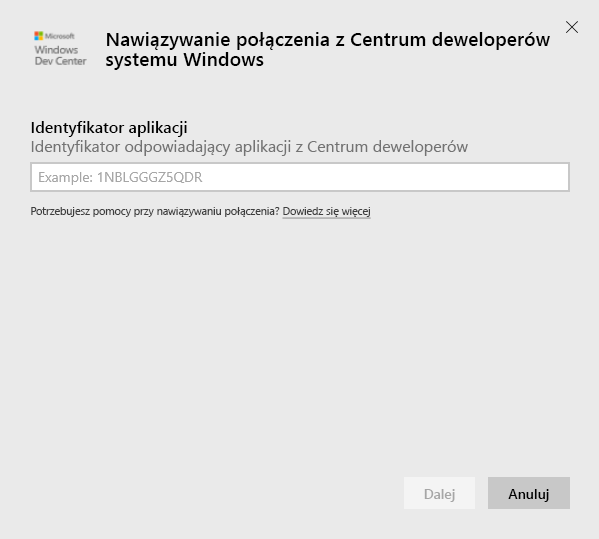 Microsoft
Windows
Dev Center
Nawiązywanie połączenia z Centrum deweloperów
systemu Windows
Identyfikator aplikacji
Identyfikator odpowiadający aplikacji z Centrum deweloperów
Example: 1NBLGGGZ5QDR
Potrzebujesz pomocy przy nawiązywaniu połączenia? Dowiedz się więcej
Dalej
Anuluj